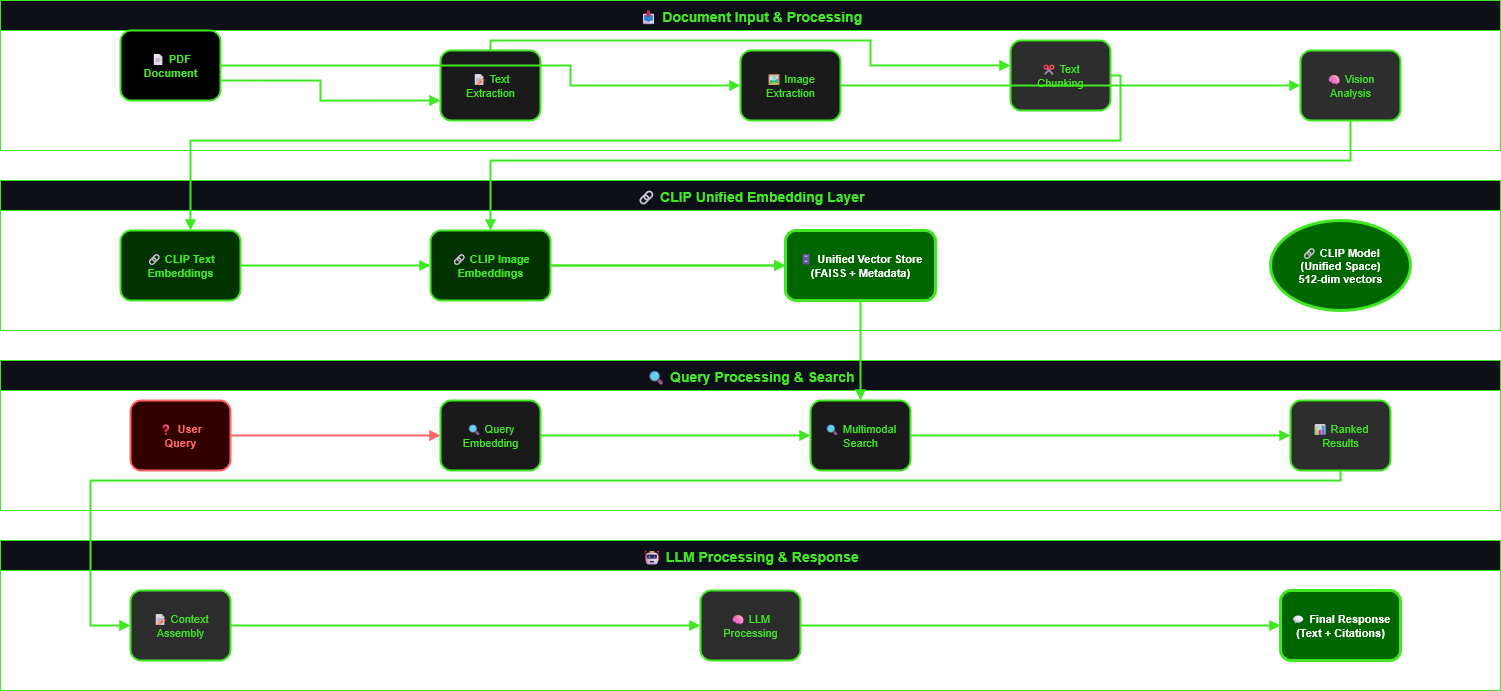 Document Input & Processing
PDF
Document
Text
Extraction
Image
Extraction
Text
Chunking
Vision
Analysis
CLIP Unified Embedding Layer
CLIP Text
Embeddings
CLIP Image
Embeddings
Unified Vector Store
(FAISS + Metadata)
CLIP Model
(Unified Space)
512-dim vectors
Query Processing & Search
User
Query
Query
Embedding
Multimodal
Search
Ranked
Results
LLM Processing & Response
Context
Assembly
LLM
Processing
Final Response
(Text + Citations)